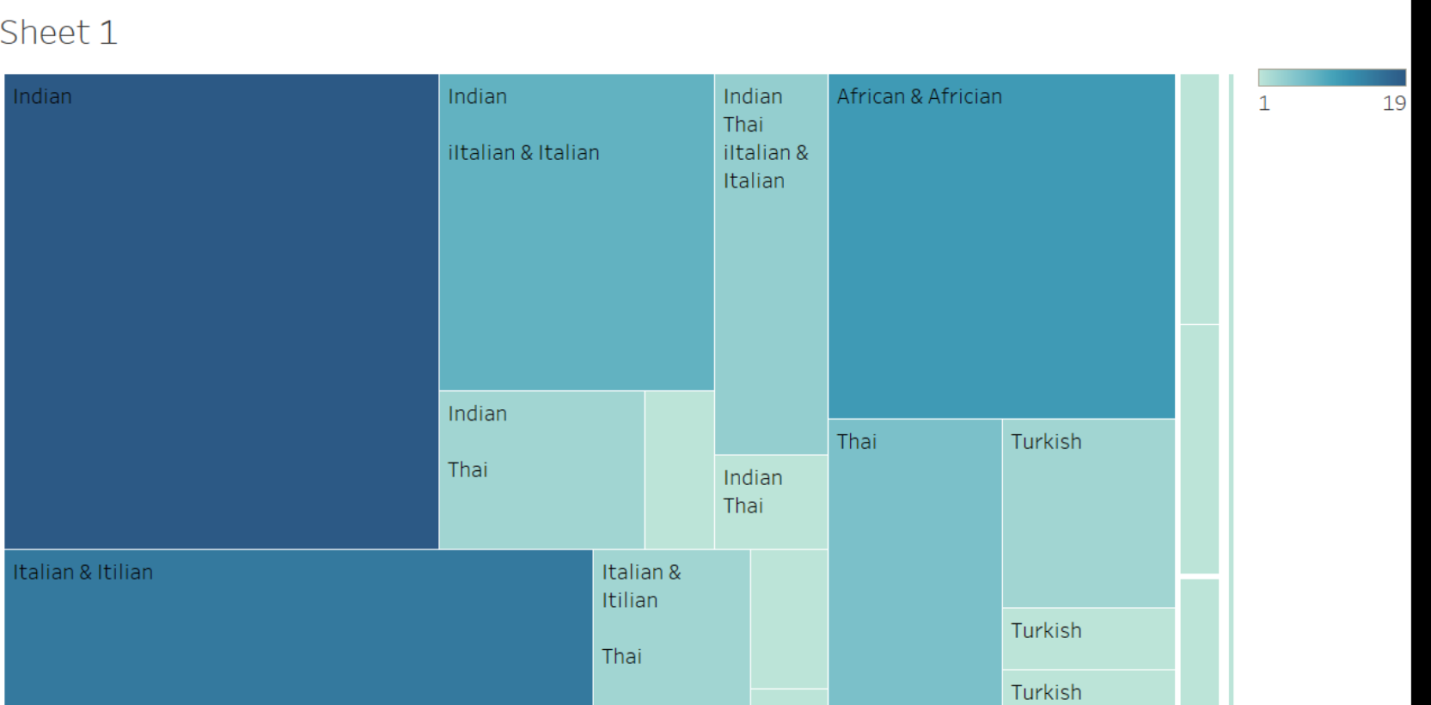 Sheet 1
Indian
Indian
iItalian & Italian
Indian
Thai
iItalian &
Italian
African & Africian
1
19
Indian
Thai
Indian
Thai
Thai
Turkish
Italian & Itilian
Italian &
Itilian
Thai
Turkish
Turkish